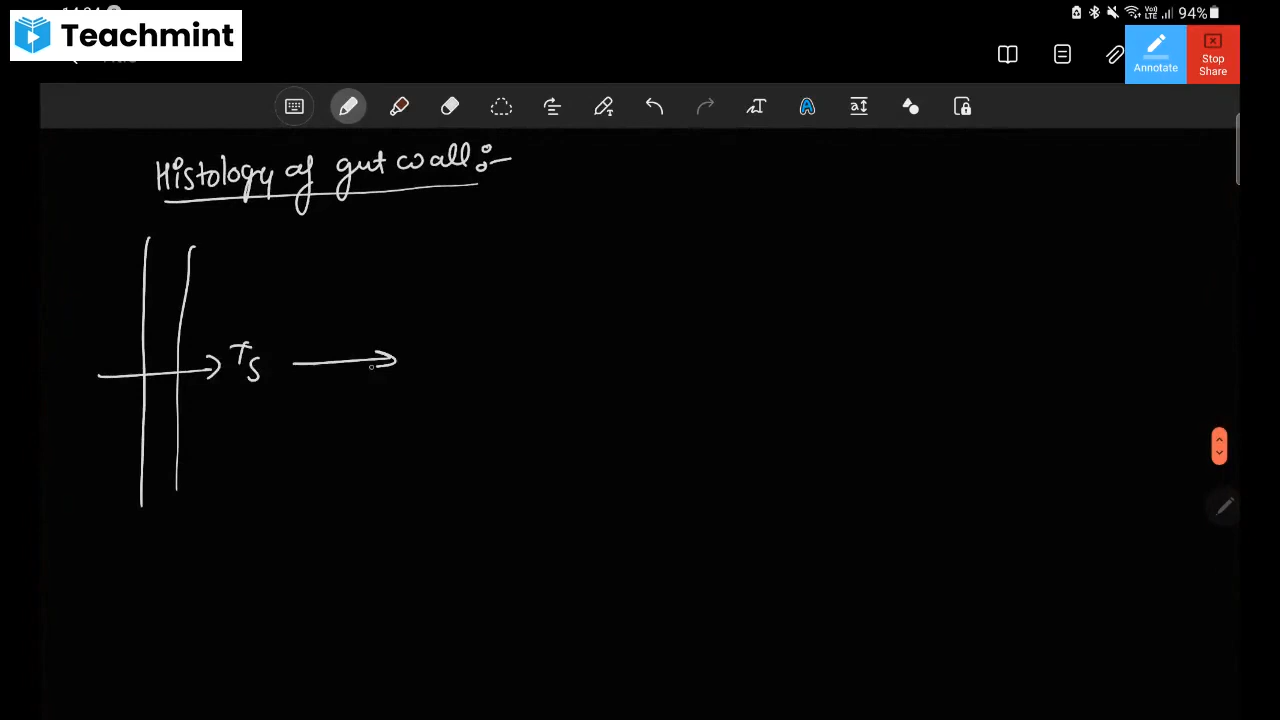 Teachmint
94%
Annotate
Stop
Share
Histology of gut wall :-
TS